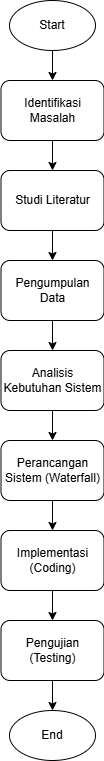 Start
Identifikasi
Masalah
Studi Literatur
Pengumpulan
Data
Analisis
Kebutuhan Sistem
Perancangan
Sistem (Waterfall)
Implementasi
(Coding)
Pengujian
(Testing)
End